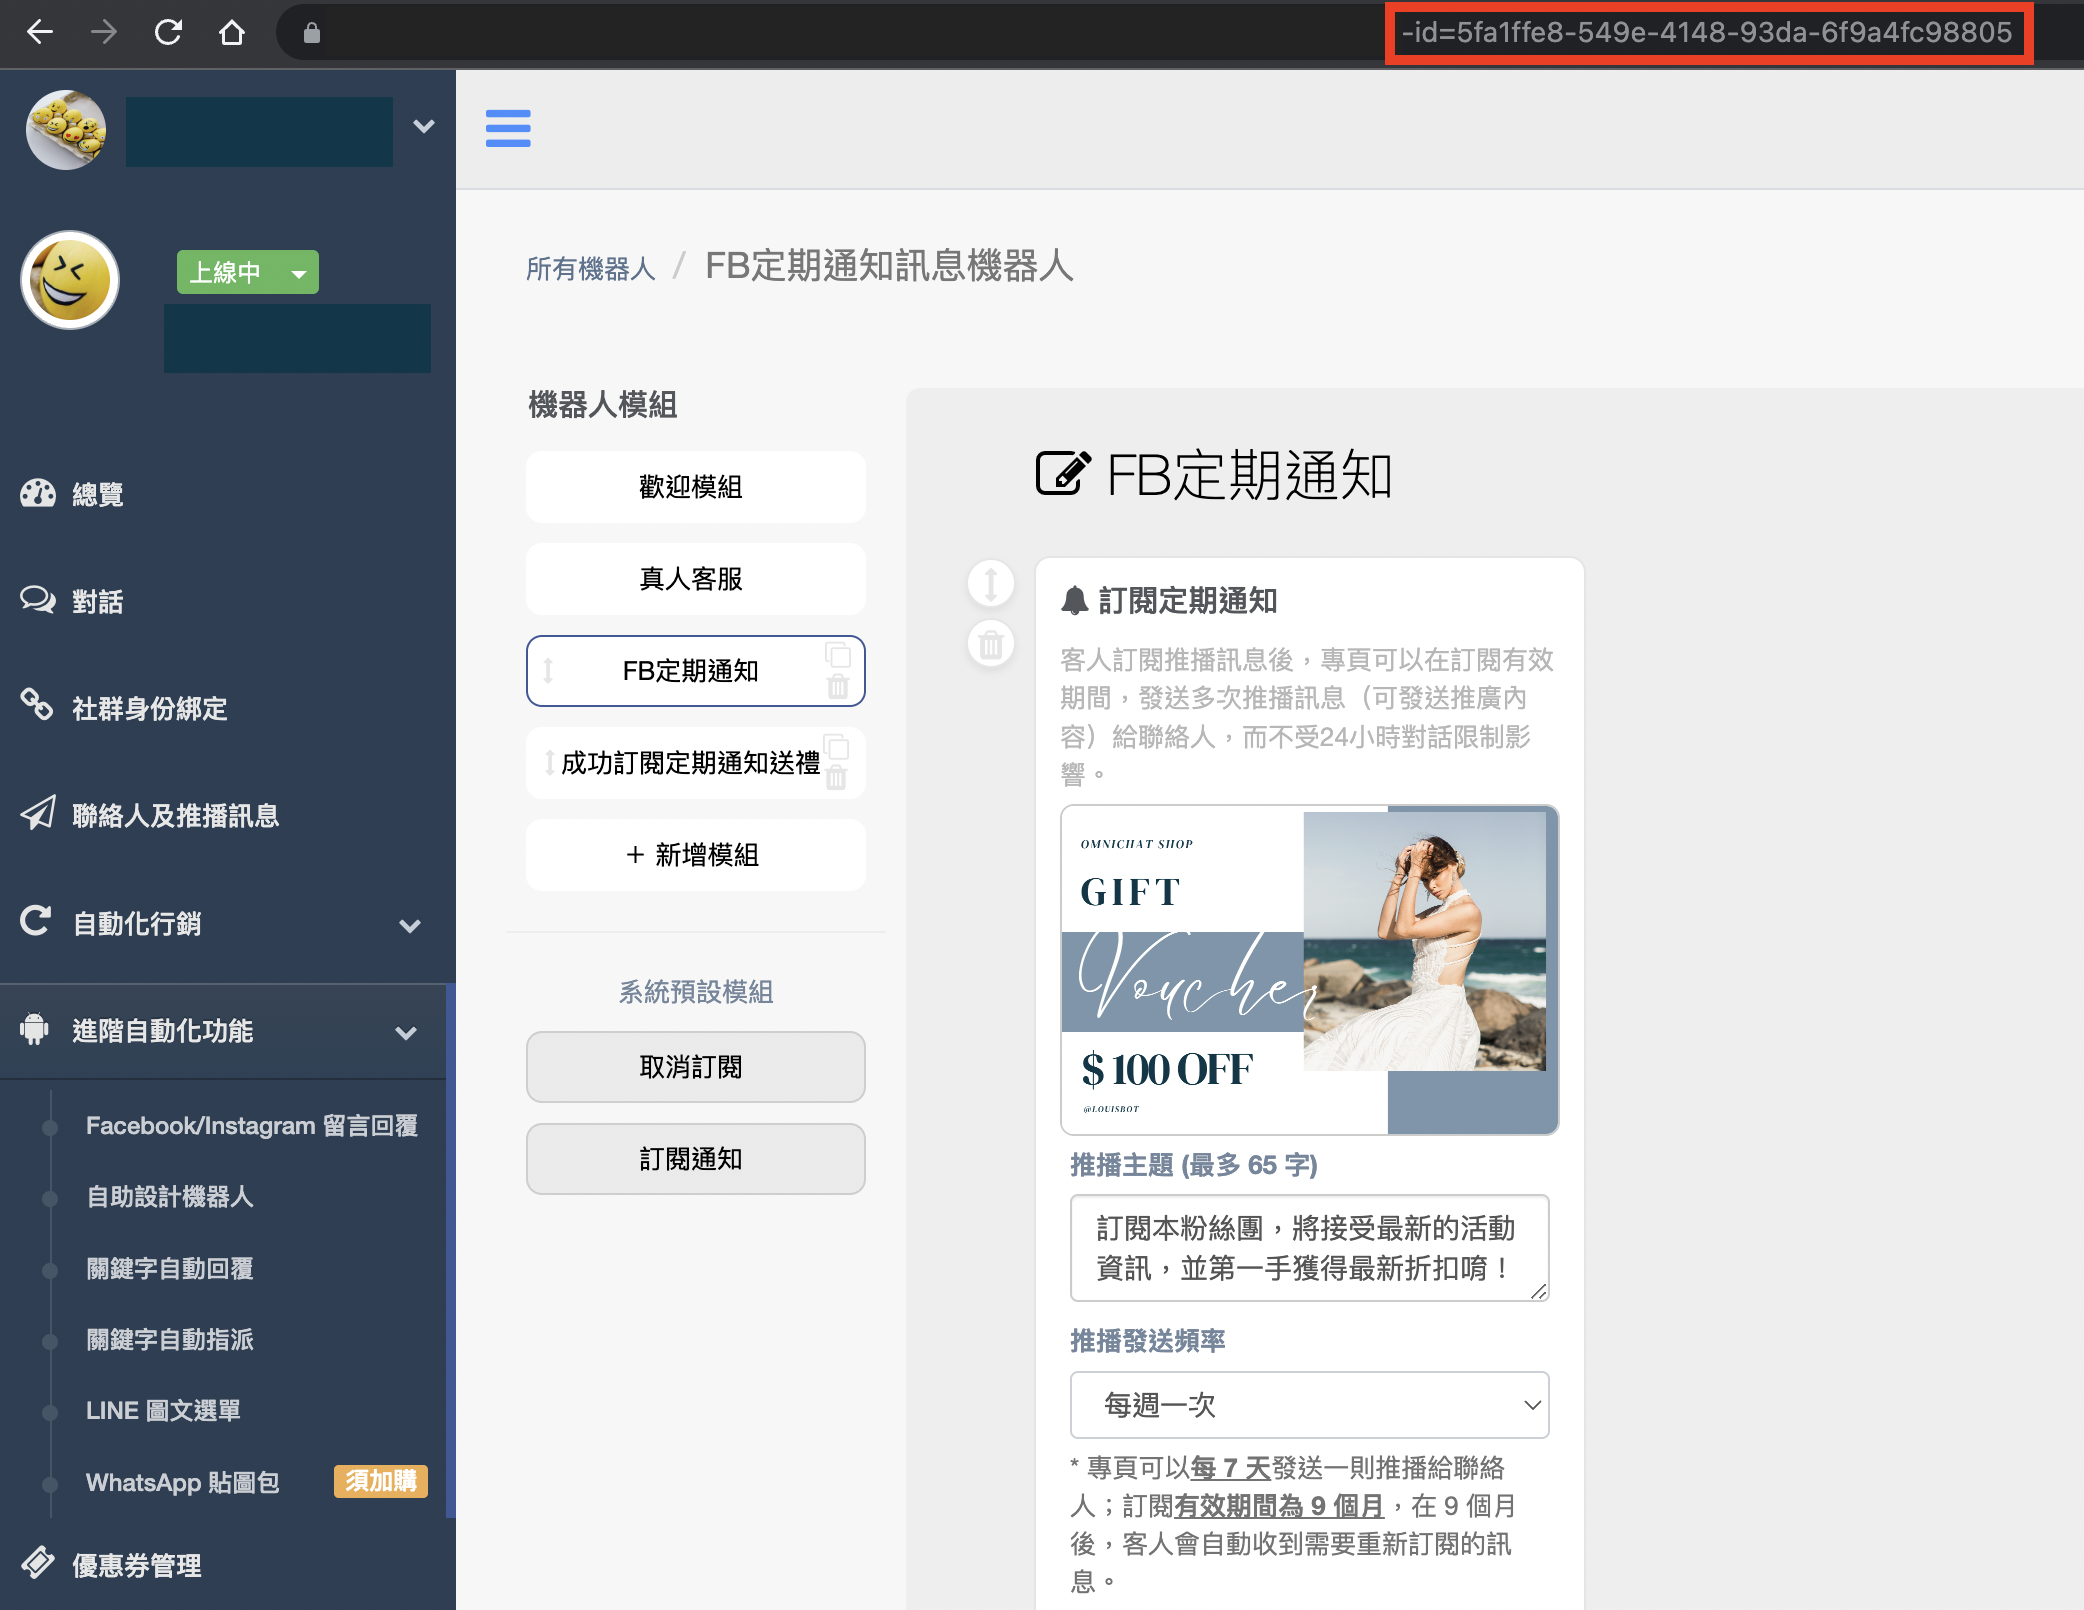 -id=5fa1ffe8-549e-4148-93da-6f9a4fc98805
上線中
總覽
對話
社群身份綁定
聯絡人及推播訊息
自動化行銷
進階自動化功能
Facebook/Instagram 留言回覆
自助設計機器人
關鍵字自動回覆
關鍵字自動指派
LINE 圖文選單
WhatsApp 貼圖包 須加購
優惠券管理
所有機器人 / FB定期通知訊息機器人
機器人模組
歡迎模組
真人客服
FB定期通知
成功訂閱定期通知送禮
+ 新增模組
系統預設模組
取消訂閱
訂閱通知
FB定期通知
訂閱定期通知
客人訂閱推播訊息後，專頁可以在訂閱有效
期間，發送多次推播訊息（可發送推廣內
容）給聯絡人，而不受24小時對話限制影
響。
OMNICHAT SHOP
GIFT
Voucher
$ 100 OFF
@LOUISBOT
推播主題 (最多 65 字)
訂閱本粉絲團，將接受最新的活動
資訊，並第一手獲得最新折扣唷！
推播發送頻率
每週一次
* 專頁可以每 7 天發送一則推播給聯絡
人；訂閱有效期間為 9 個月，在 9 個月
後，客人會自動收到需要重新訂閱的訊
息。